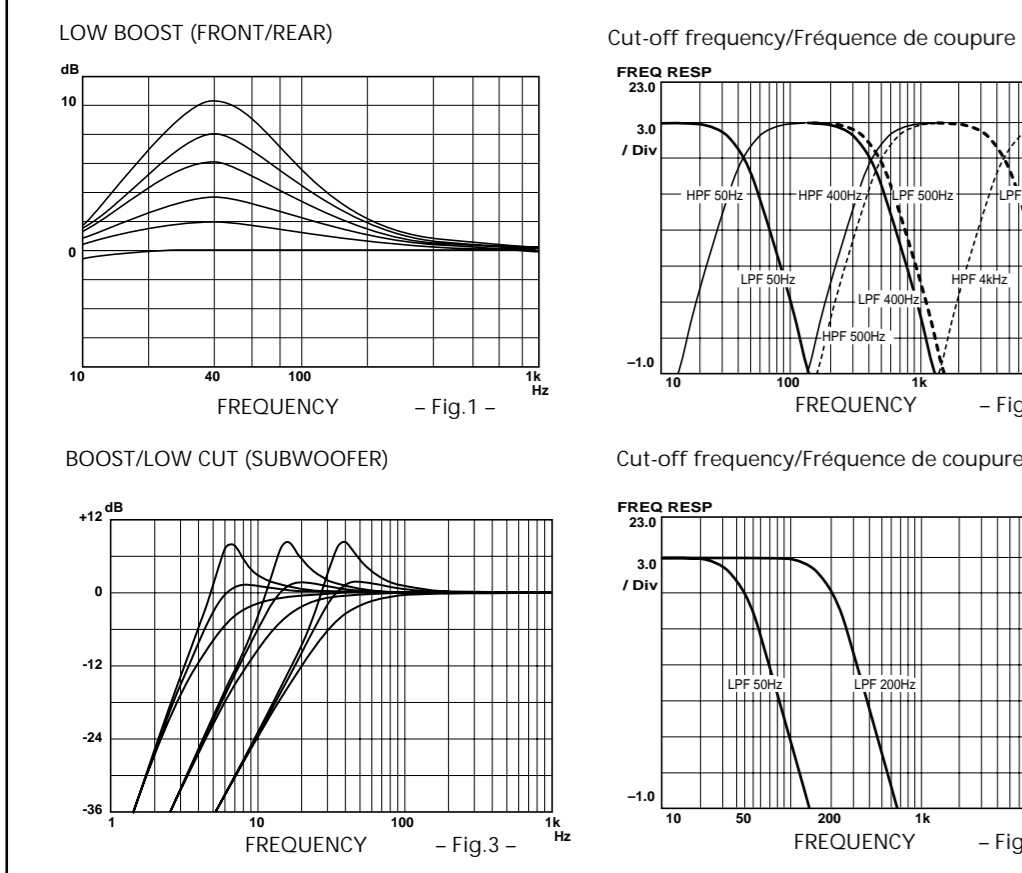 LOW BOOST (FRONT/REAR)
dB
10
0
10 40 100 1k
Hz
FREQUENCY – Fig.1 –
Cut-off frequency/Fréquence de coupure
FREQ RESP
23.0
3.0
/ Div
HPF 50Hz HPF 400Hz LPF 500Hz LPF
LPF 50Hz HPF 4kHz
LPF 400Hz
HPF 500Hz
–1.0
10 100 1k
FREQUENCY – Fig
BOOST/LOW CUT (SUBWOOFER)
+12 dB
0
-12
-24
-36
1 10 100 1k
Hz
FREQUENCY – Fig.3 –
Cut-off frequency/Fréquence de coupure
FREQ RESP
23.0
3.0
/ Div
LPF 50Hz LPF 200Hz
–1.0
10 50 200 1k
FREQUENCY – Fig